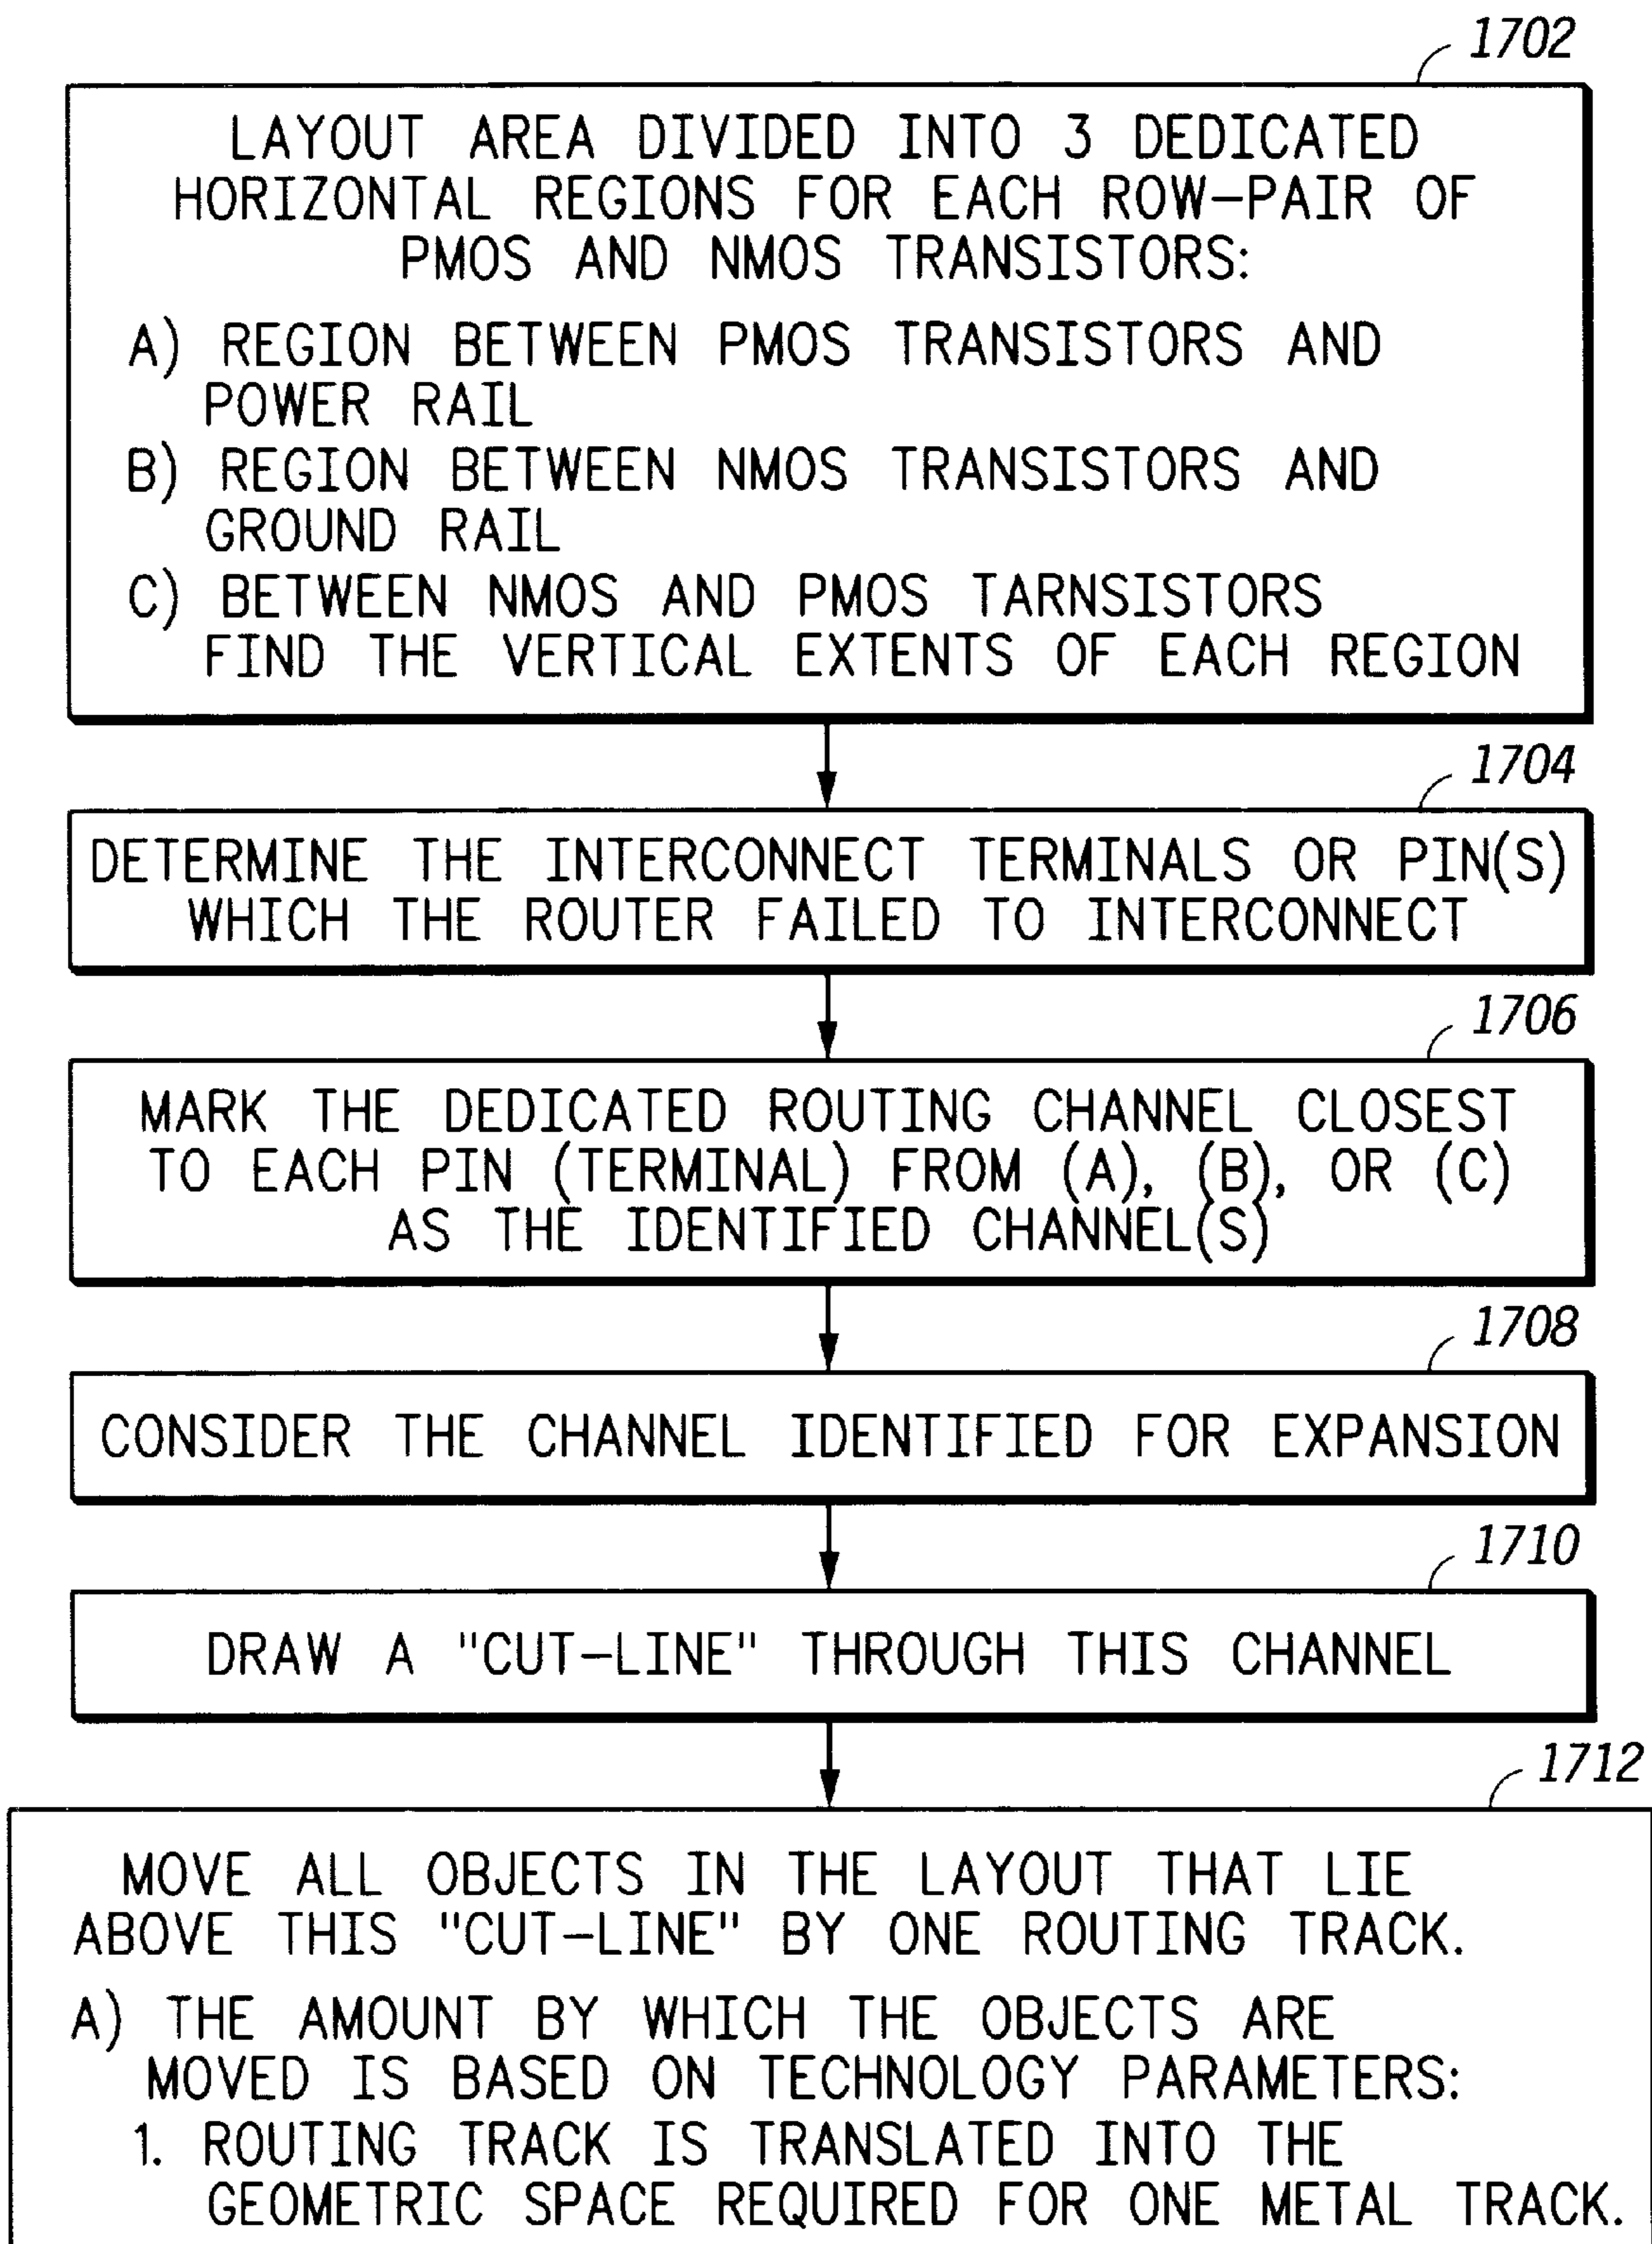 1702
LAYOUT AREA DIVIDED INTO 3 DEDICATED
HORIZONTAL REGIONS FOR EACH ROW-PAIR OF
PMOS AND NMOS TRANSISTORS:
A) REGION BETWEEN PMOS TRANSISTORS AND
POWER RAIL
B) REGION BETWEEN NMOS TRANSISTORS AND
GROUND RAIL
C) BETWEEN NMOS AND PMOS TARNSISTORS
FIND THE VERTICAL EXTENTS OF EACH REGION
1704
DETERMINE THE INTERCONNECT TERMINALS OR PIN(S)
WHICH THE ROUTER FAILED TO INTERCONNECT
1706
MARK THE DEDICATED ROUTING CHANNEL CLOSEST
TO EACH PIN (TERMINAL) FROM (A), (B), OR (C)
AS THE IDENTIFIED CHANNEL(S)
1708
CONSIDER THE CHANNEL IDENTIFIED FOR EXPANSION
1710
DRAW A "CUT-LINE" THROUGH THIS CHANNEL
1712
MOVE ALL OBJECTS IN THE LAYOUT THAT LIE
ABOVE THIS "CUT-LINE" BY ONE ROUTING TRACK.
A) THE AMOUNT BY WHICH THE OBJECTS ARE
MOVED IS BASED ON TECHNOLOGY PARAMETERS:
1. ROUTING TRACK IS TRANSLATED INTO THE
GEOMETRIC SPACE REQUIRED FOR ONE METAL TRACK.